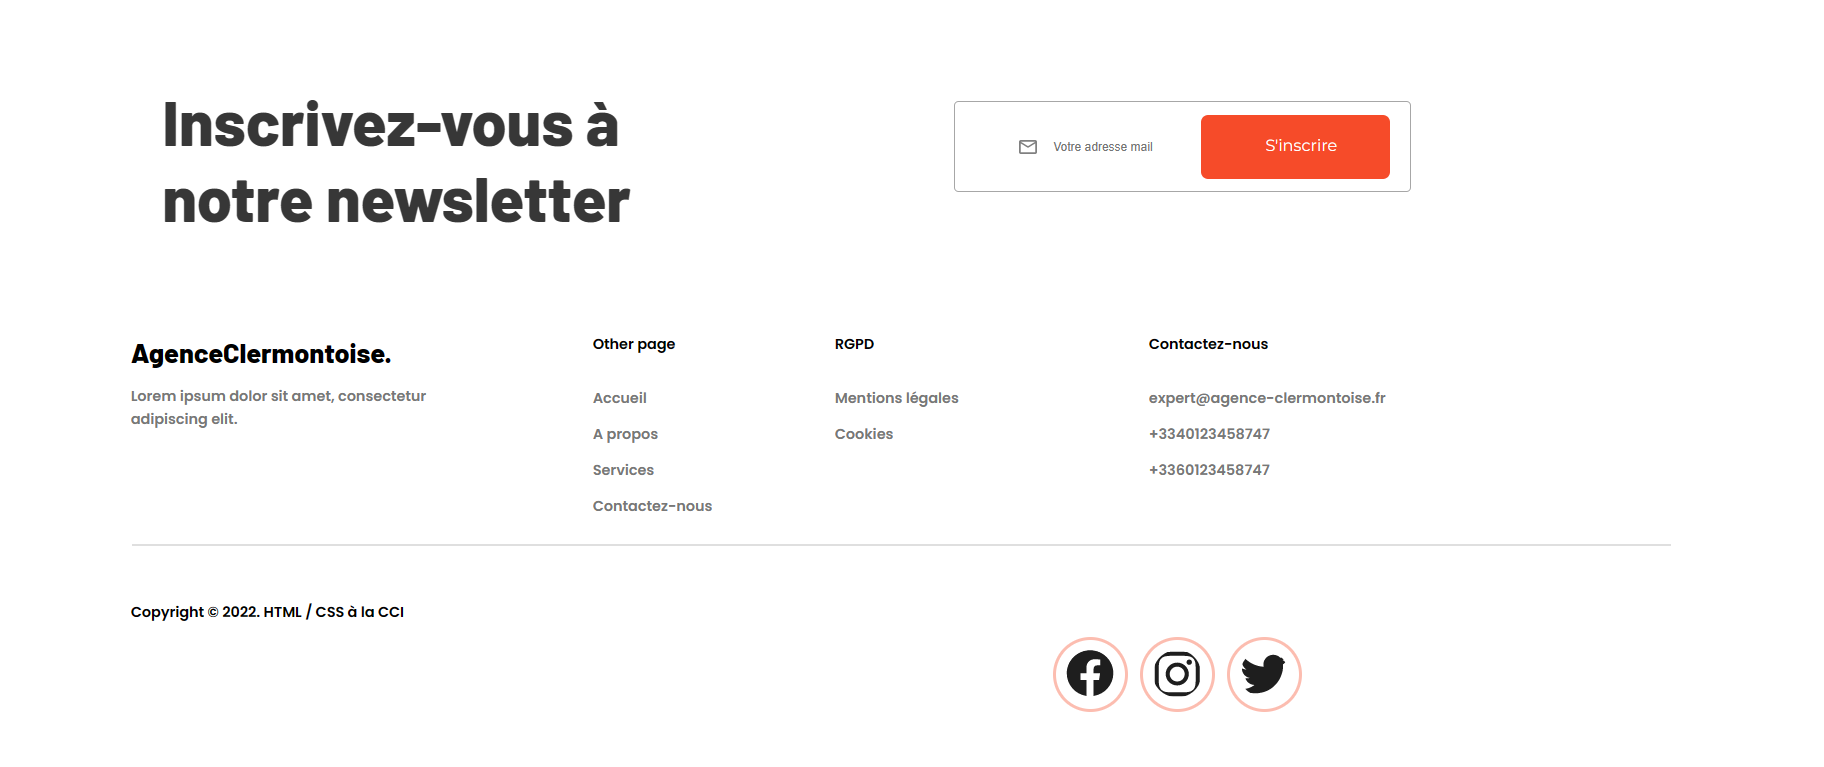 Inscrivez-vous à
notre newsletter
Votre adresse mail
S'inscrire
AgenceClermontoise.
Lorem ipsum dolor sit amet, consectetur
adipiscing elit.
Other page
Accueil
A propos
Services
Contactez-nous
RGPD
Mentions légales
Cookies
Contactez-nous
expert@agence-clermontoise.fr
+3340123458747
+3360123458747
Copyright © 2022. HTML / CSS à la CCI